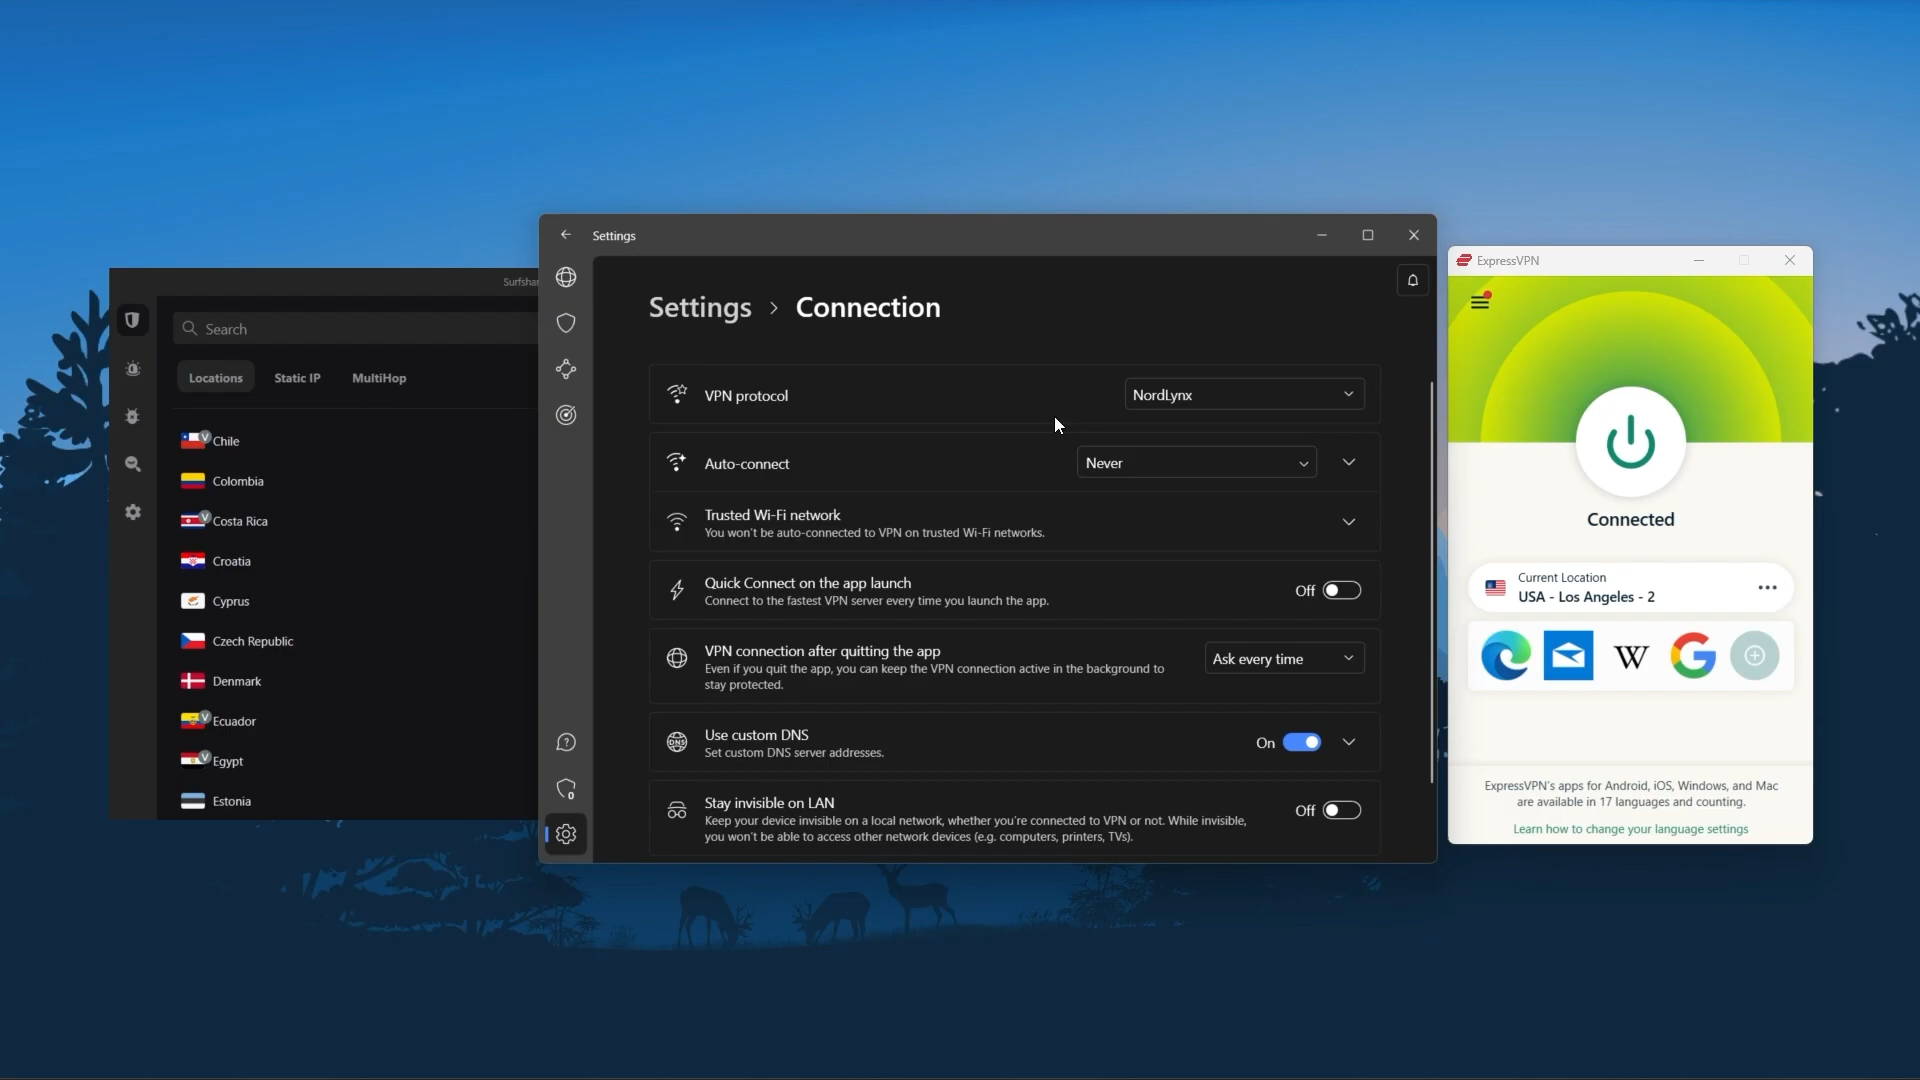 Surfshar
Search
Locations
Static IP
MultiHop
Chile
Colombia
Costa Rica
Croatia
Cyprus
Czech Republic
Denmark
Ecuador
Egypt
Estonia
Settings
Settings > Connection
VPN protocol
NordLynx
Auto-connect
Never
Trusted Wi-Fi network
You won't be auto-connected to VPN on trusted Wi-Fi networks.
Quick Connect on the app launch
Connect to the fastest VPN server every time you launch the app.
Off
VPN connection after quitting the app
Even if you quit the app, you can keep the VPN connection active in the background to
stay protected.
Ask every time
DNS
Use custom DNS
Set custom DNS server addresses.
On
Stay invisible on LAN
Keep your device invisible on a local network, whether you're connected to VPN or not. While invisible,
you won't be able to access other network devices (e.g. computers, printers, TVs).
Off
ExpressVPN
Connected
Current Location
USA - Los Angeles - 2
W
G
ExpressVPN's apps for Android, iOS, Windows, and Mac
are available in 17 languages and counting.
Learn how to change your language settings